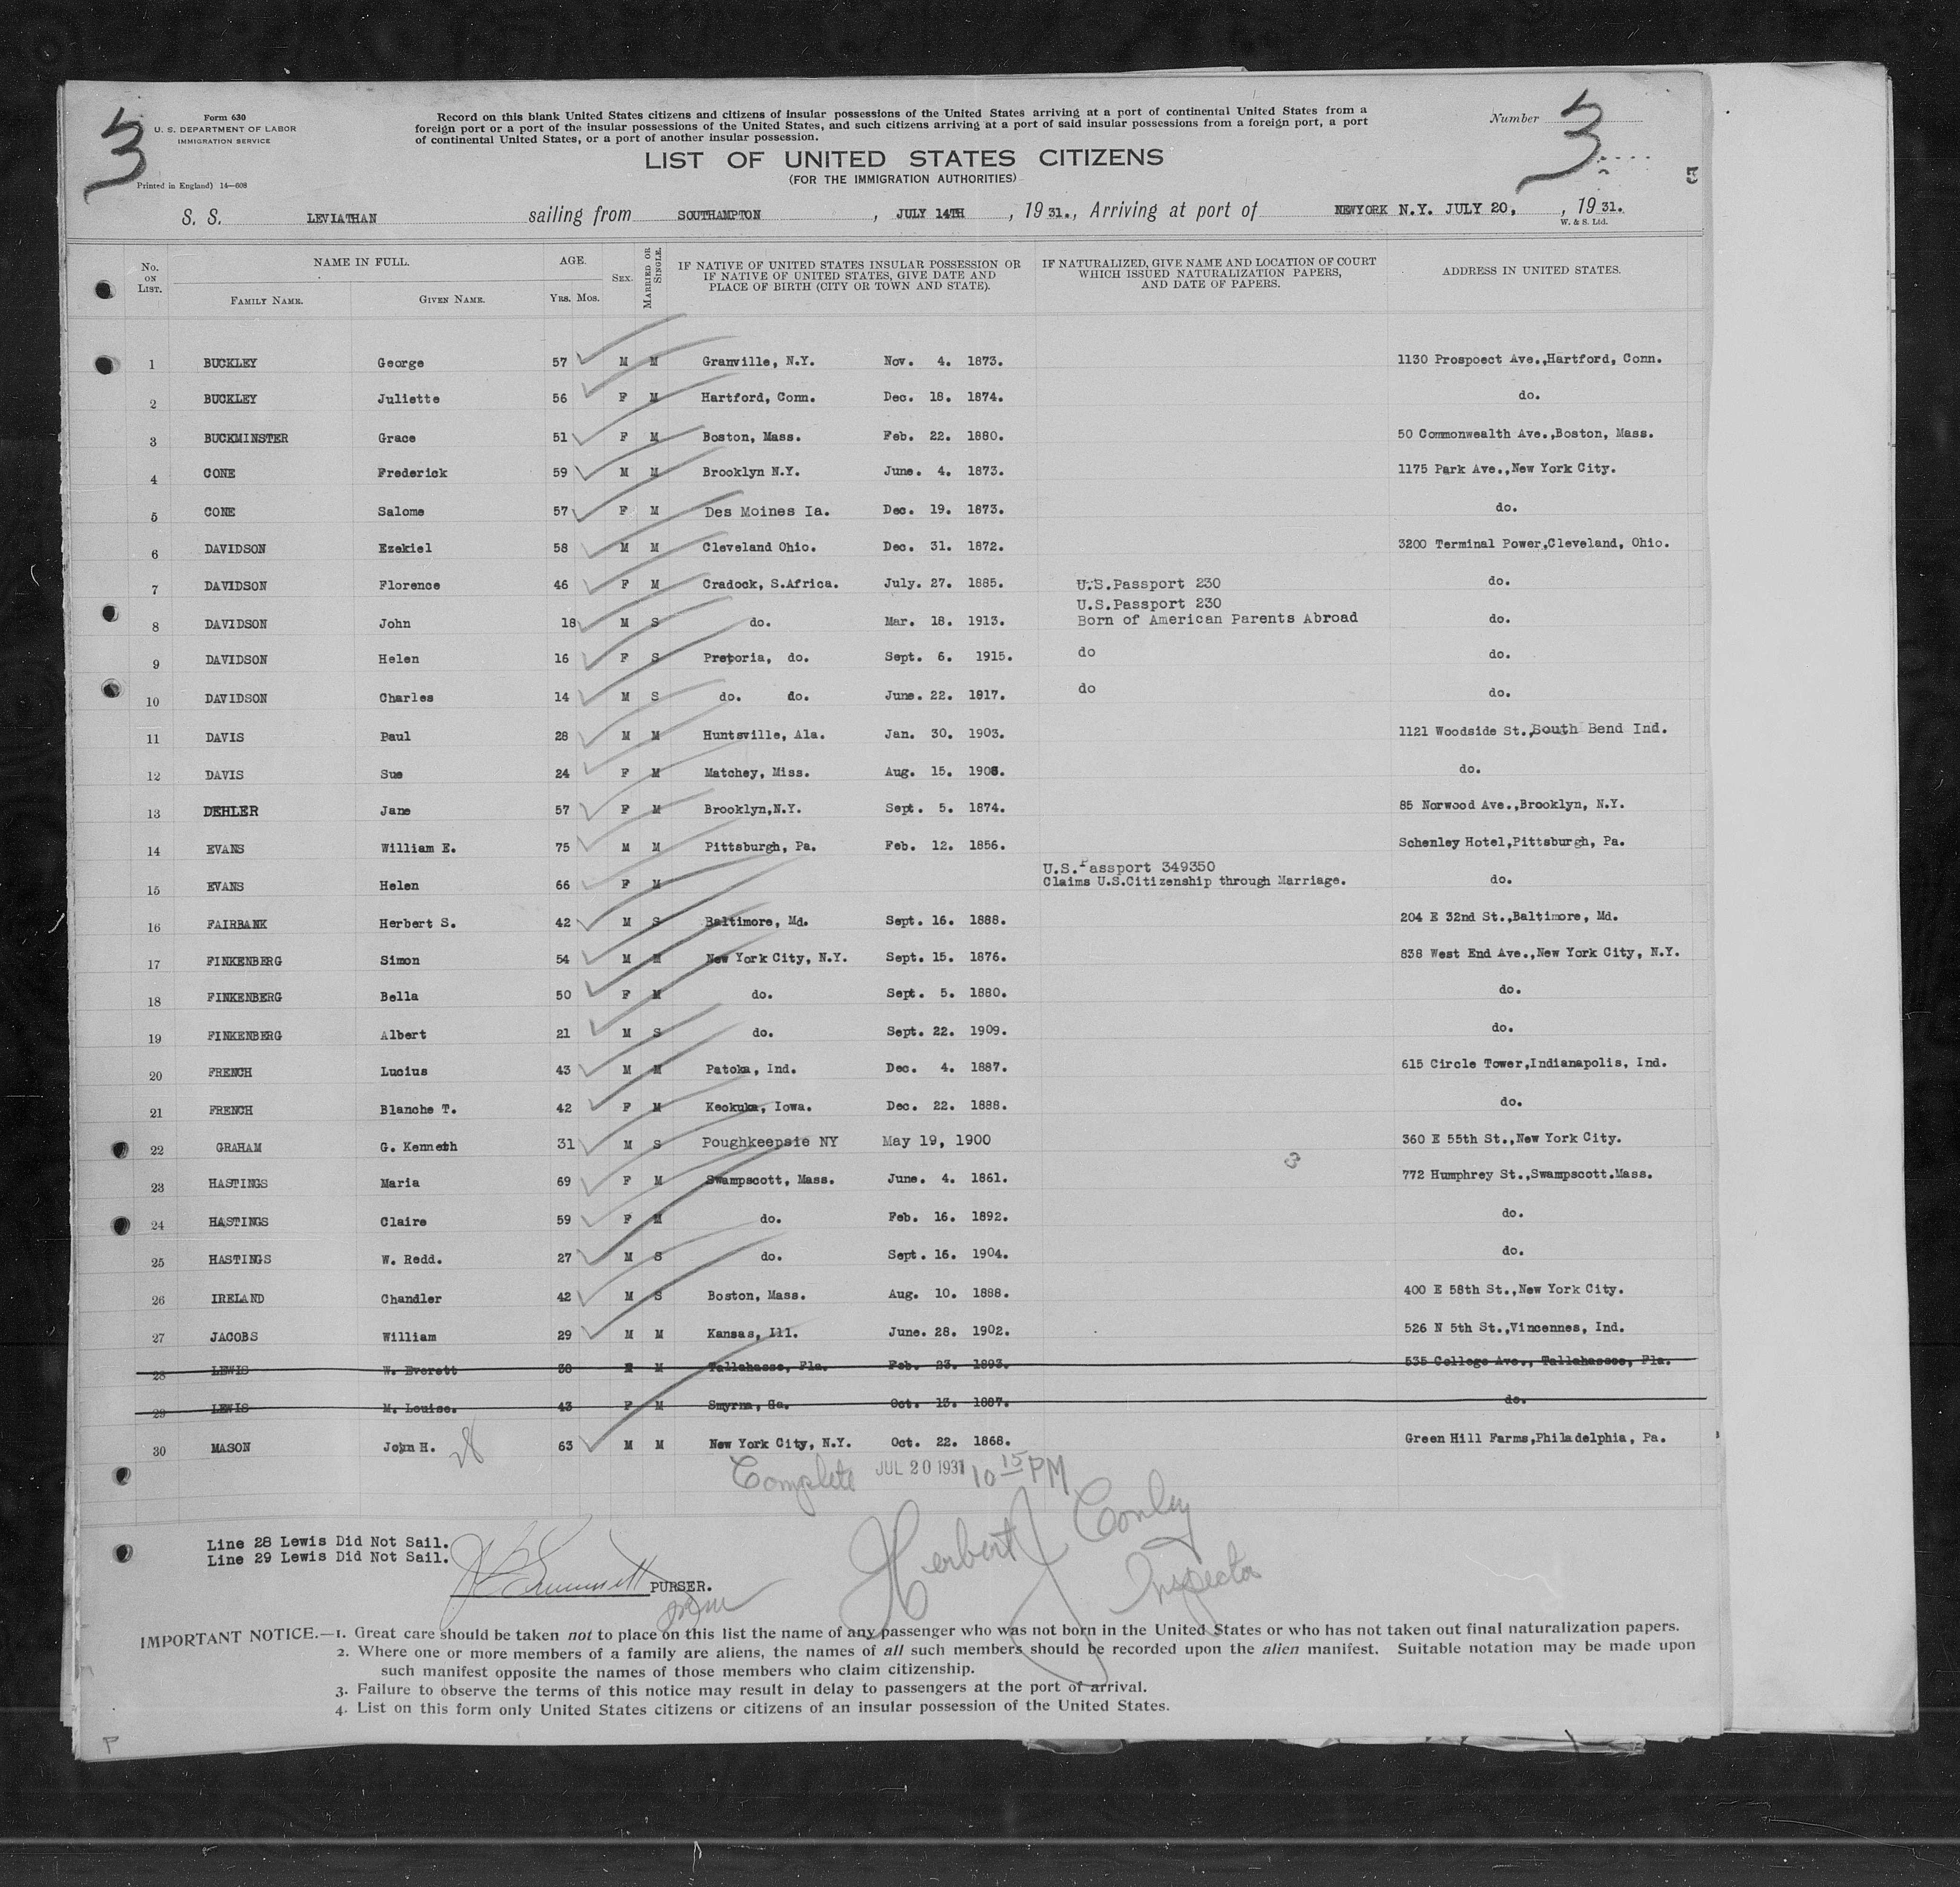 3
Form 630
U. S. DEPARTMENT OF LABOR
IMMIGRATION SERVICE
Printed in England) 14—608
Record on this blank United States citizens and citizens of insular possessions of the United States arriving at a port of continental United States from a
foreign port or a port of the insular possessions of the United States, and such citizens arriving at a port of said insular possessions from a foreign port, a port
of continental United States, or a port of another insular possession.
Number 3
LIST OF UNITED STATES CITIZENS
(FOR THE IMMIGRATION AUTHORITIES)
5
S. S. LEVIATHAN sailing from SOUTHAMPTON, JULY 14TH, 1931., Arriving at port of NEWYORK N.Y. JULY 20, , 1931.
W. & S. Ltd.
No. ON LIST. NAME IN FULL. FAMILY NAME. GIVEN NAME. AGE. YRS. MOS. SEX. MARRIED OR SINGLE. IF NATIVE OF UNITED STATES INSULAR POSSESSION OR IF NATIVE OF UNITED STATES, GIVE DATE AND PLACE OF BIRTH (CITY OR TOWN AND STATE). IF NATURALIZED, GIVE NAME AND LOCATION OF COURT WHICH ISSUED NATURALIZATION PAPERS, AND DATE OF PAPERS. ADDRESS IN UNITED STATES.
1 BUCKLEY George 57 M M Granville, N.Y. Nov. 4. 1873. 1130 Prospoect Ave.,Hartford, Conn.
2 BUCKLEY Juliette 56 F M Hartford, Conn. Dec. 18. 1874. do.
3 BUCKMINSTER Grace 51 F M Boston, Mass. Feb. 22. 1880. 50 Commonwealth Ave.,Boston, Mass.
4 CONE Frederick 59 M M Brooklyn N.Y. June. 4. 1873. 1175 Park Ave.,New York City.
5 CONE Salome 57 F M Des Moines Ia. Dec. 19. 1873. do.
6 DAVIDSON Ezekiel 58 M M Cleveland Ohio. Dec. 31. 1872. 3200 Terminal Power,Cleveland, Ohio.
7 DAVIDSON Florence 46 F M Cradock, S.Africa. July. 27. 1885. U.S.Passport 230 do.
U.S.Passport 230
8 DAVIDSON John 18 M S do. Mar. 18. 1913. Born of American Parents Abroad do.
9 DAVIDSON Helen 16 F S Pretoria, do. Sept. 6. 1915. do do.
10 DAVIDSON Charles 14 M S do. do. June. 22. 1917. do do.
11 DAVIS Paul 28 M M Huntsville, Ala. Jan. 30. 1903. 1121 Woodside St.,South Bend Ind.
12 DAVIS Sue 24 F M Matchey, Miss. Aug. 15. 1906. do.
13 DEHLER Jane 57 F M Brooklyn,N.Y. Sept. 5. 1874. 85 Norwood Ave.,Brooklyn, N.Y.
14 EVANS William E. 75 M M Pittsburgh, Pa. Feb. 12. 1856. Schenley Hotel,Pittsburgh, Pa.
U.S.Passport 349350
15 EVANS Helen 66 F M Claims U.S.Citizenship through Marriage. do.
16 FAIRBANK Herbert S. 42 M S Baltimore, Md. Sept. 16. 1888. 204 E 32nd St.,Baltimore, Md.
17 FINKENBERG Simon 54 M M New York City, N.Y. Sept. 15. 1876. 838 West End Ave.,New York City, N.Y.
18 FINKENBERG Bella 50 F M do. Sept. 5. 1880. do.
19 FINKENBERG Albert 21 M S do. Sept. 22. 1909. do.
20 FRENCH Lucius 43 M M Patoka, Ind. Dec. 4. 1887. 615 Circle Tower,Indianapolis, Ind.
21 FRENCH Blanche T. 42 F M Keokuka, Iowa. Dec. 22. 1888. do.
22 GRAHAM G. Kenneth 31 M S Poughkeepsie NY May 19, 1900 360 E 55th St.,New York City.
23 HASTINGS Maria 69 F M Swampscott, Mass. June. 4. 1861. 772 Humphrey St.,Swampscott.Mass.
24 HASTINGS Claire 59 F M do. Feb. 16. 1892. do.
25 HASTINGS W. Redd. 27 M S do. Sept. 16. 1904. do.
26 IRELAND Chandler 42 M S Boston, Mass. Aug. 10. 1888. 400 E 58th St.,New York City.
27 JACOBS William 29 M M Kansas, Ill. June. 28. 1902. 526 N 5th St.,Vincennes, Ind.
28 LEWIS W. Everett 38 M M Tallahasse, Fla. Feb. 23. 1893. 535 College Ave., Tallahassee, Fla.
29 LEWIS M. Louise. 43 F M Smyrna, Ga. Oct. 13. 1887. do.
30 MASON John H. 63 M M New York City, N.Y. Oct. 22. 1868. Green Hill Farms,Philadelphia, Pa.
28
Complete JUL 20 1931 10 15 PM
Herbert J Conley
Inspector
Line 28 Lewis Did Not Sail.
Line 29 Lewis Did Not Sail.
PURSER.
IMPORTANT NOTICE.—1. Great care should be taken not to place on this list the name of any passenger who was not born in the United States or who has not taken out final naturalization papers.
2. Where one or more members of a family are aliens, the names of all such members should be recorded upon the alien manifest. Suitable notation may be made upon
such manifest opposite the names of those members who claim citizenship.
3. Failure to observe the terms of this notice may result in delay to passengers at the port of arrival.
4. List on this form only United States citizens or citizens of an insular possession of the United States.